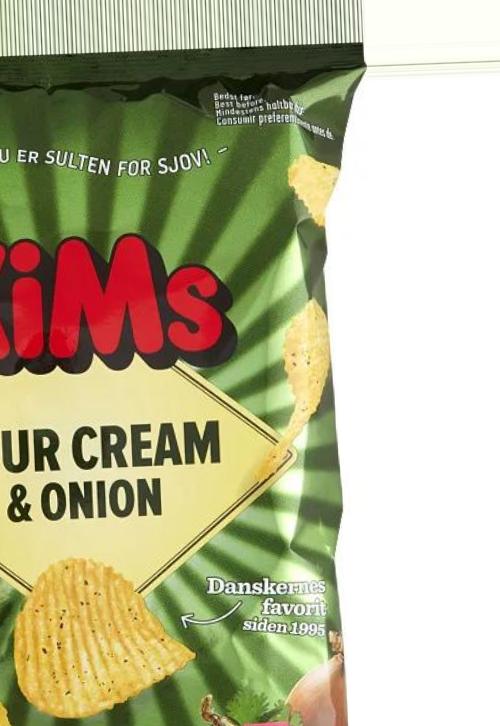 Bedst før:
Best before:
Mindestens haltbar bis:
Consumir preferentemente antes de:
U ER SULTEN FOR SJOV! -
KiMs
UR CREAM
& ONION
Danskernes
favorit
siden 1995